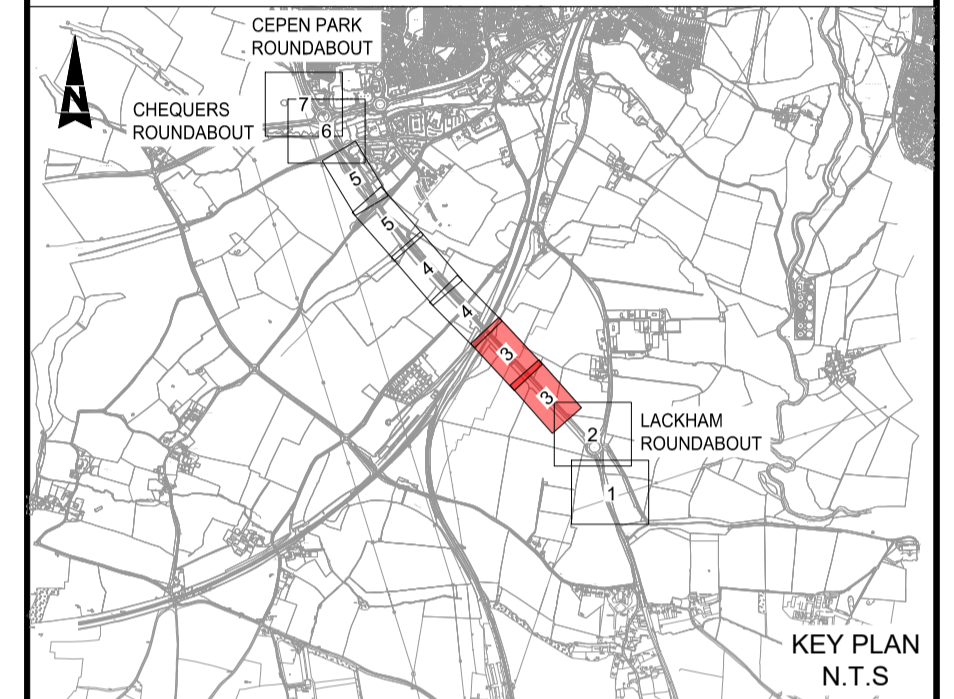 CEPEN PARK
ROUNDABOUT
N
CHEQUERS
ROUNDABOUT
7
6
5
5
4
4
3
3
2
LACKHAM
ROUNDABOUT
1
KEY PLAN
N.T.S